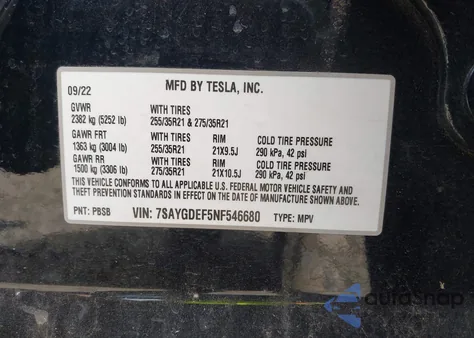 MFD BY TESLA, INC.
09/22
GVWR WITH TIRES
2382 kg (5252 lb) 255/35R21 & 275/35R21
GAWR FRT WITH TIRES RIM COLD TIRE PRESSURE
1363 kg (3004 lb) 255/35R21 21X9.5J 290 kPa, 42 psi
GAWR RR WITH TIRES RIM COLD TIRE PRESSURE
1500 kg (3306 lb) 275/35R21 21X10.5J 290 kPa, 42 psi
THIS VEHICLE CONFORMS TO ALL APPLICABLE U.S. FEDERAL MOTOR VEHICLE SAFETY AND
THEFT PREVENTION STANDARDS IN EFFECT ON THE DATE OF MANUFACTURE SHOWN ABOVE.
PNT: PBSB VIN: 7SAYGDEF5NF546680 TYPE: MPV
autosnap